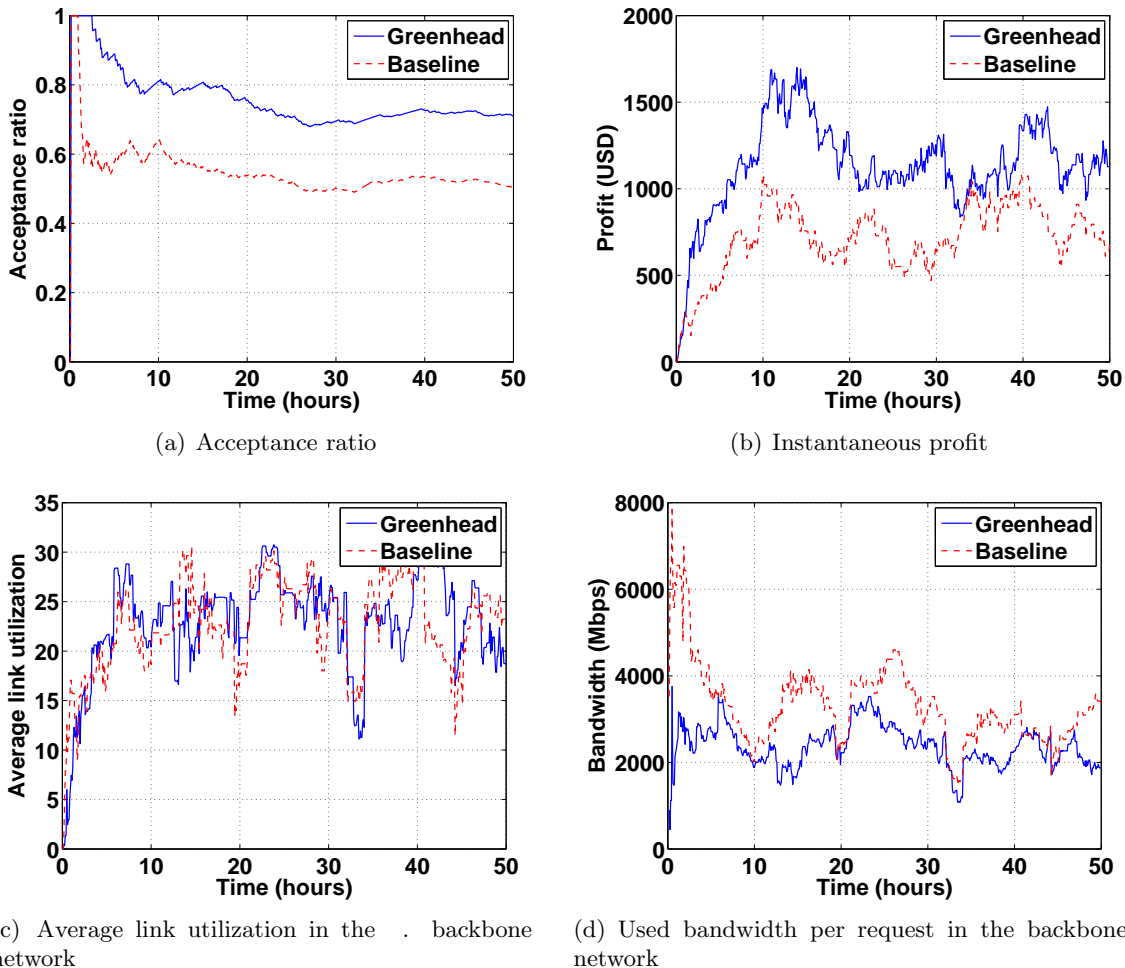 1
0.8
0.6
0.4
0.2
0
Acceptance ratio
Greenhead
Baseline
0 10 20 30 40 50
Time (hours)
(a) Acceptance ratio
2000
1500
1000
500
0
Profit (USD)
Greenhead
Baseline
0 10 20 30 40 50
Time (hours)
(b) Instantaneous profit
35
30
25
20
15
10
5
0
Average link utilization
Greenhead
Baseline
0 10 20 30 40 50
Time (hours)
c) Average link utilization in the . backbone
network
8000
6000
4000
2000
0
Bandwidth (Mbps)
Greenhead
Baseline
0 10 20 30 40 50
Time (hours)
(d) Used bandwidth per request in the backbone
network